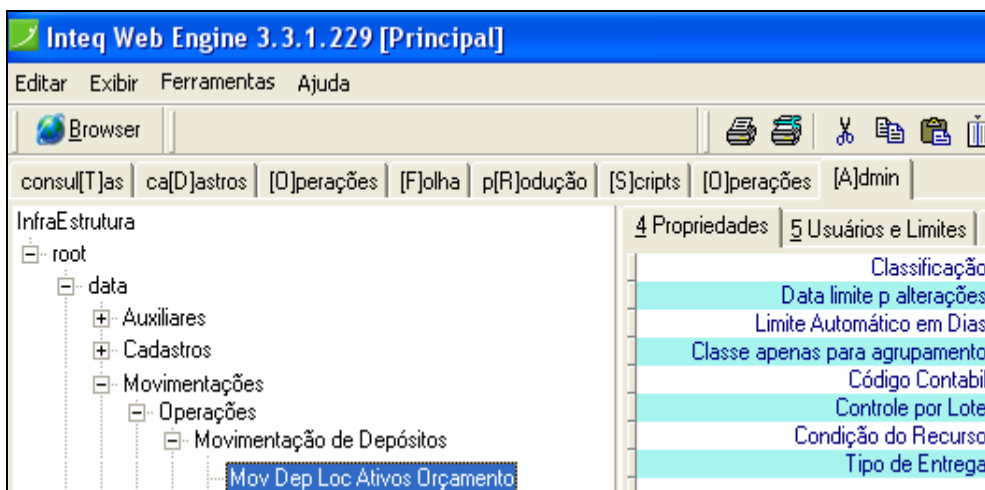 Inteq Web Engine 3.3.1.229 [Principal]
Editar Exibir Ferramentas Ajuda
Browser
consul[T]as ca[D]astros [O]perações [F]olha p[R]odução [S]cripts [O]perações [A]dmin
InfraEstrutura
root
data
Auxiliares
Cadastros
Movimentações
Operações
Movimentação de Depósitos
Mov Dep Loc Ativos Orçamento
4 Propriedades 5 Usuários e Limites
Classificação
Data limite p alterações
Limite Automático em Dias
Classe apenas para agrupamento
Código Contabil
Controle por Lote
Condição do Recurso
Tipo de Entrega